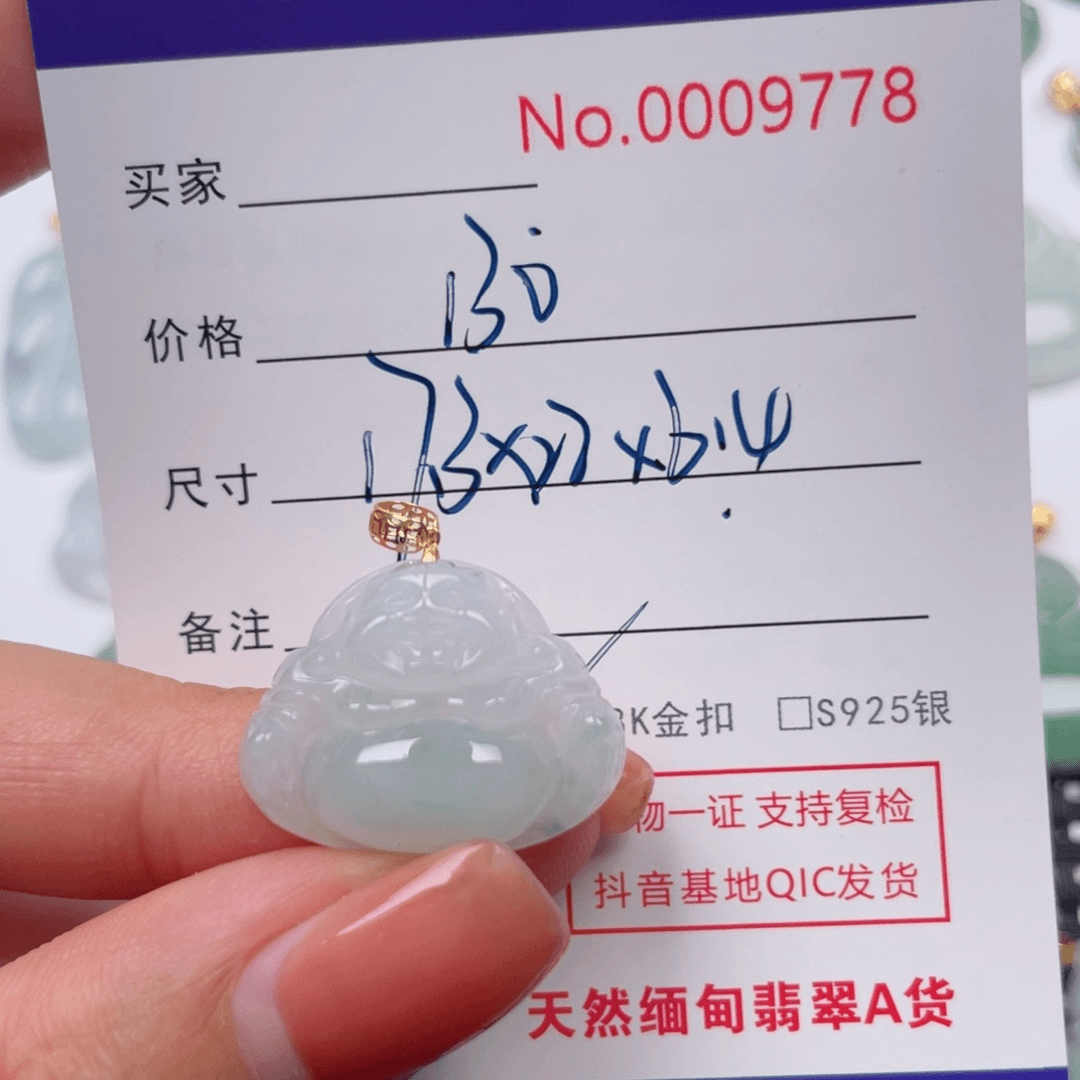 No.0009778
买家
价格 130
尺寸
备注
K金扣 □S925银
物一证 支持复检
抖音基地QIC发货
天然缅甸翡翠A货